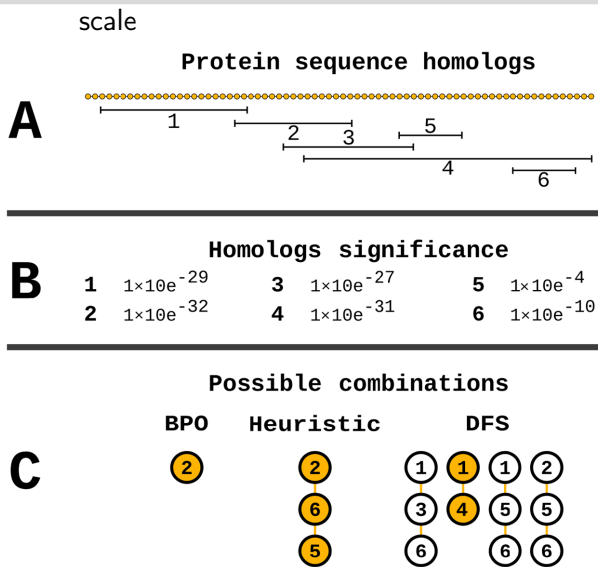 scale
Protein sequence homologs
A
1
2
3
5
4
6
Homologs significance
B
1 1×10e-29 3 1×10e-27 5 1×10e-4
2 1×10e-32 4 1×10e-31 6 1×10e-10
Possible combinations
BPO Heuristic DFS
C
2 2 1 1 1 2
6 3 4 5 5
5 6 6 6